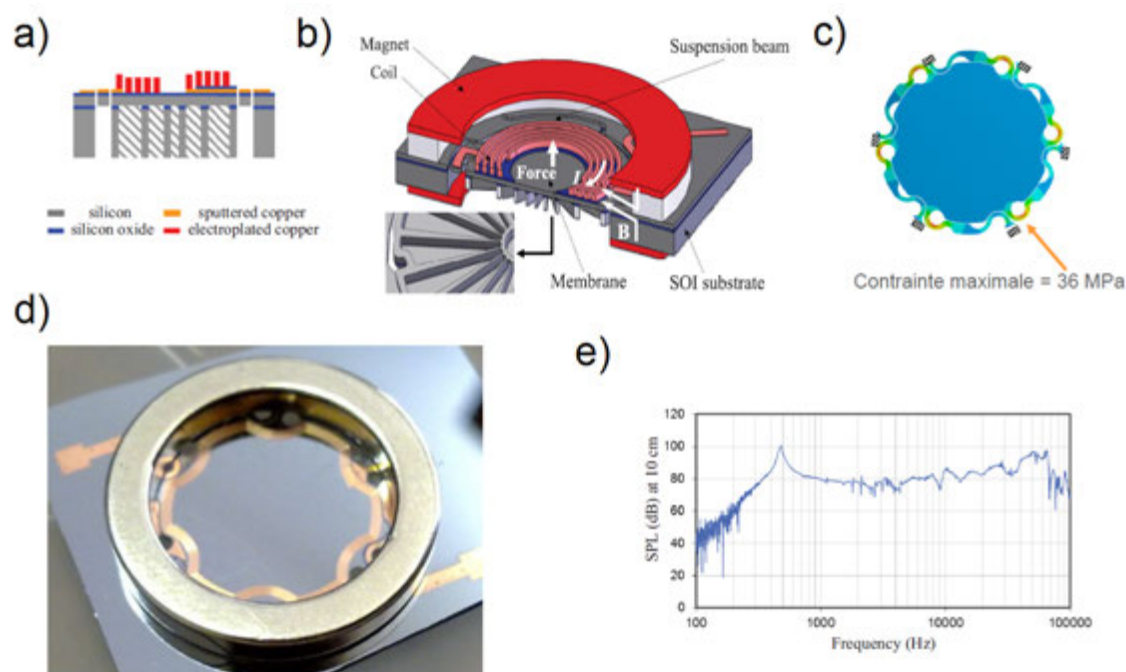 a)
silicon
sputtered copper
silicon oxide
electroplated copper
b)
Magnet
Coil
Suspension beam
Force
I
B
Membrane
SOI substrate
c)
Contrainte maximale = 36 MPa
d)
e)
SPL (dB) at 10 cm
120
100
80
60
40
20
0
100
1000
10000
100000
Frequency (Hz)